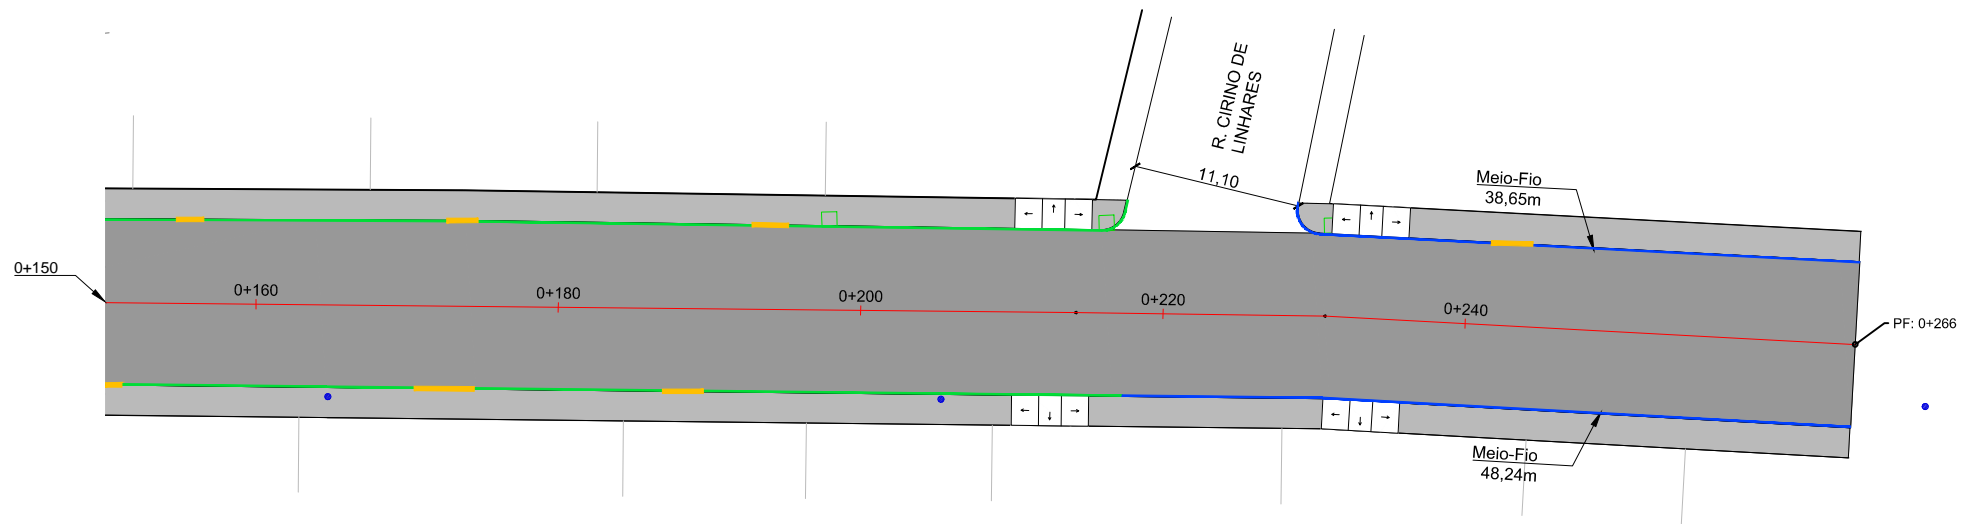 R. CIRINO DE
LINHARES
11,10
Meio-Fio
38,65m
0+150
0+160
0+180
0+200
0+220
0+240
PF: 0+266
Meio-Fio
48,24m